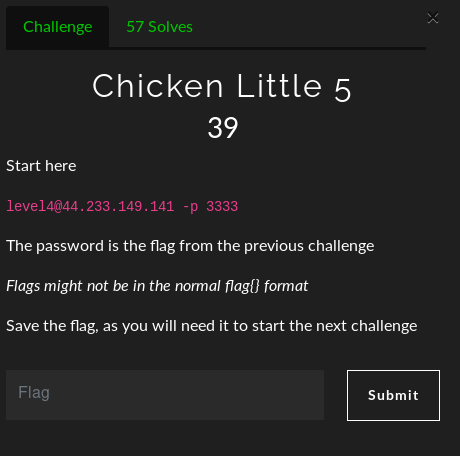 Challenge
57 Solves
×
Chicken Little 5
39
Start here
level4@44.233.149.141 -p 3333
The password is the flag from the previous challenge
Flags might not be in the normal flag{} format
Save the flag, as you will need it to start the next challenge
Flag
Submit